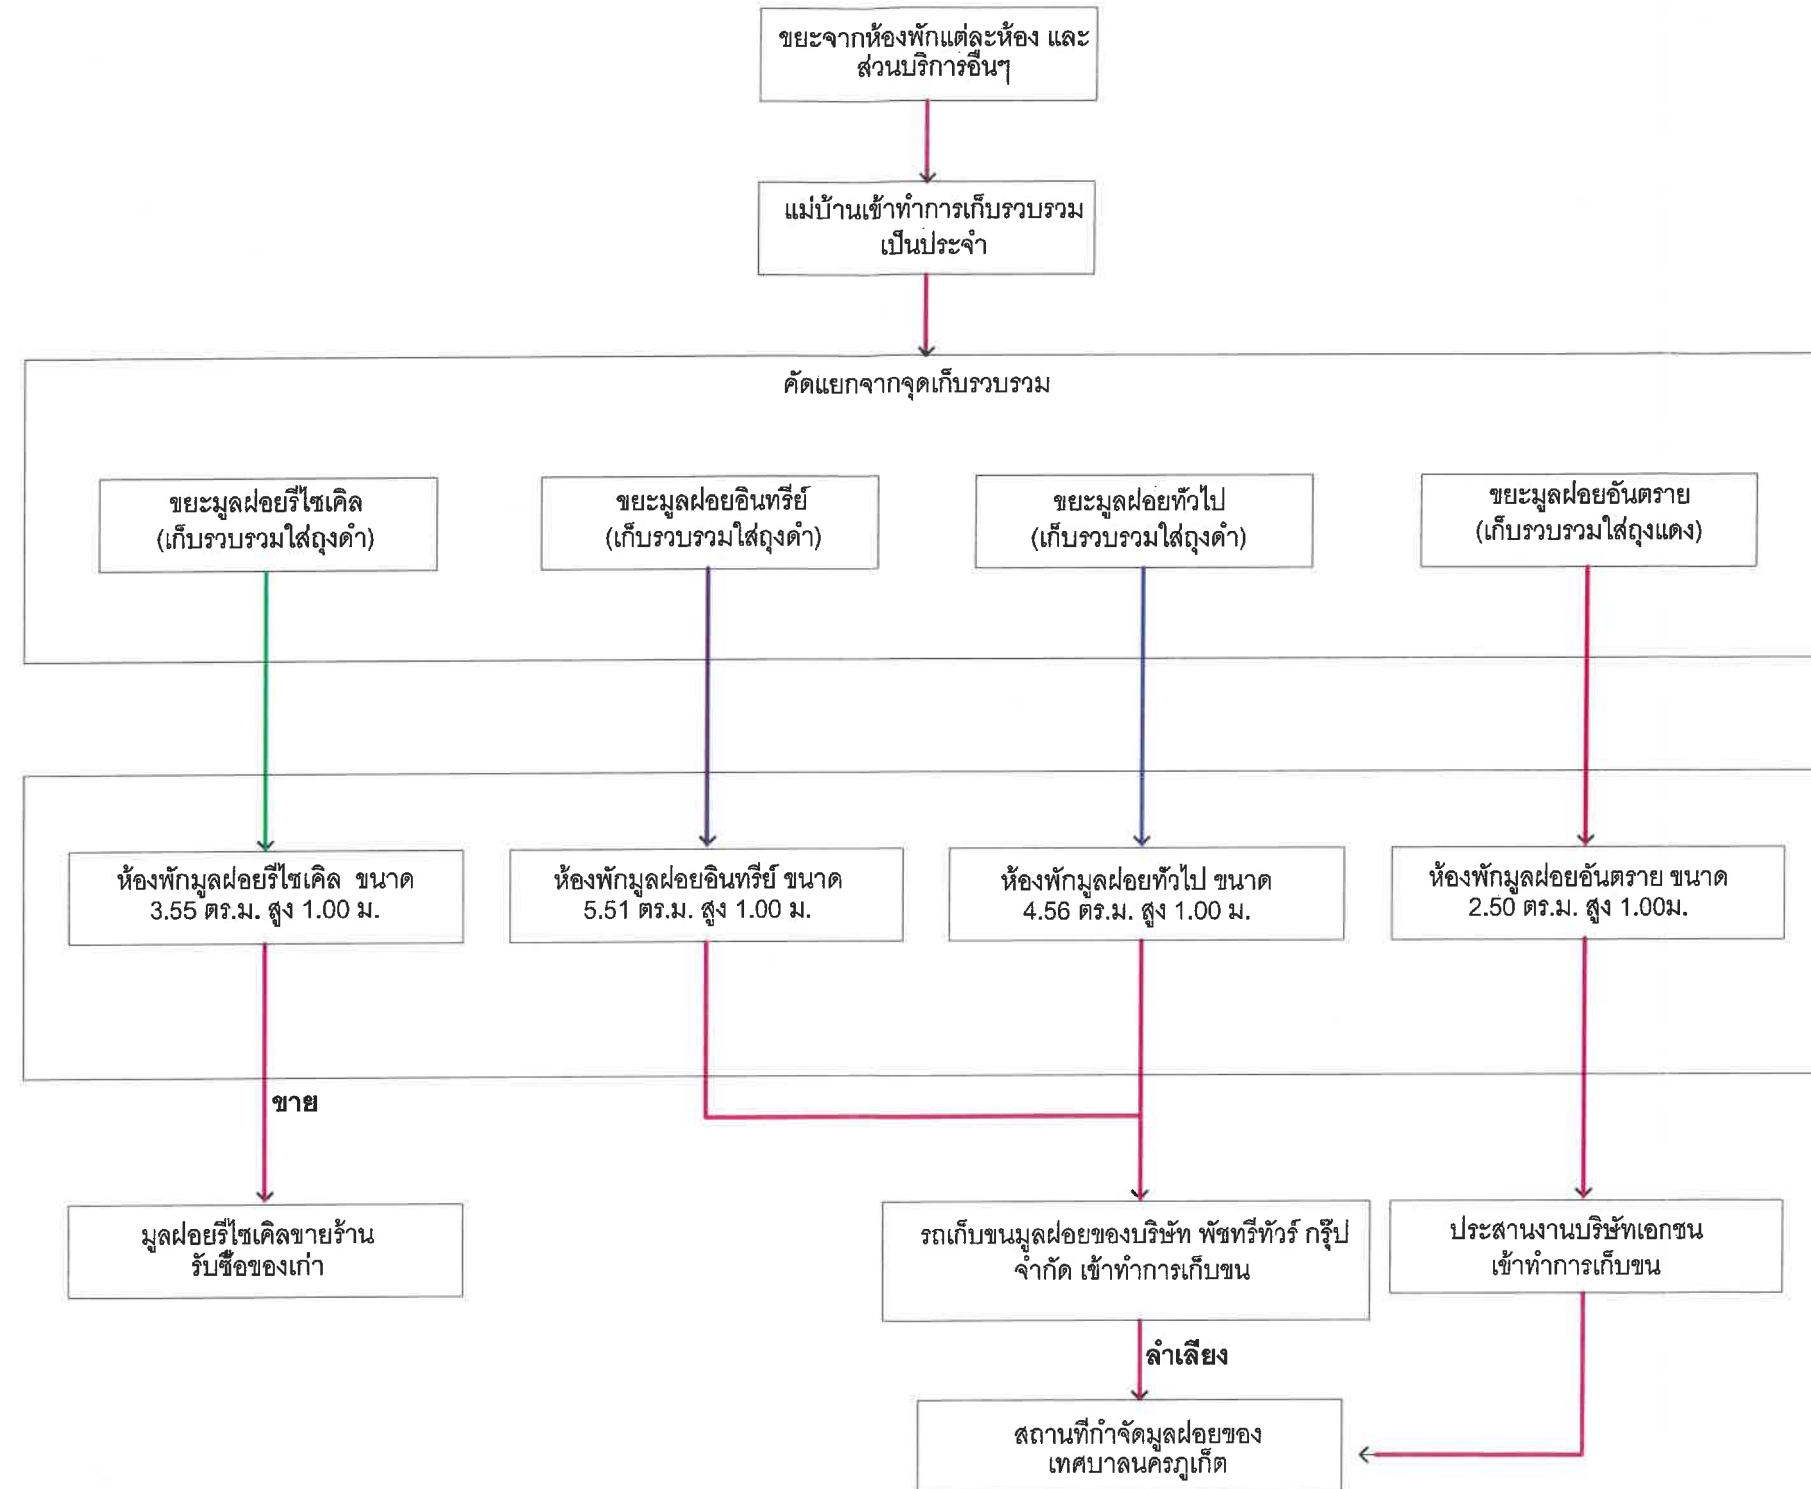 ขยะจากห้องพักแต่ละห้อง และ
ส่วนบริการอื่นๆ
แม่บ้านเข้าทำการเก็บรวบรวม
เป็นประจำ
คัดแยกจากจุดเก็บรวบรวม
ขยะมูลฝอยรีไซเคิล
(เก็บรวบรวมใส่ถุงดำ)
ขยะมูลฝอยอินทรีย์
(เก็บรวบรวมใส่ถุงดำ)
ขยะมูลฝอยทั่วไป
(เก็บรวบรวมใส่ถุงดำ)
ขยะมูลฝอยอันตราย
(เก็บรวบรวมใส่ถุงแดง)
ห้องพักมูลฝอยรีไซเคิล ขนาด
3.55 ตร.ม. สูง 1.00 ม.
ห้องพักมูลฝอยอินทรีย์ ขนาด
5.51 ตร.ม. สูง 1.00 ม.
ห้องพักมูลฝอยทั่วไป ขนาด
4.56 ตร.ม. สูง 1.00 ม.
ห้องพักมูลฝอยอันตราย ขนาด
2.50 ตร.ม. สูง 1.00ม.
ขาย
มูลฝอยรีไซเคิลขายร้าน
รับซื้อของเก่า
รถเก็บขนมูลฝอยของบริษัท พัชทรีทัวร์ กรุ๊ป
จำกัด เข้าทำการเก็บขน
ประสานงานบริษัทเอกชน
เข้าทำการเก็บขน
ลำเลียง
สถานที่กำจัดมูลฝอยของ
เทศบาลนครภูเก็ต